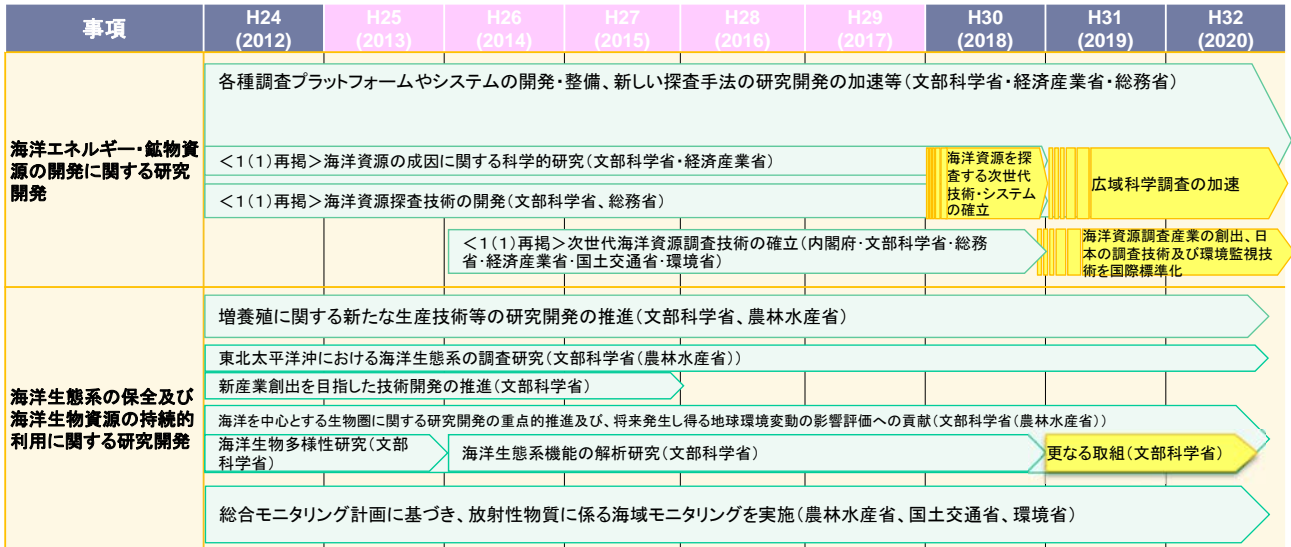 事項
H24
(2012)
H25
(2013)
H26
(2014)
H27
(2015)
H28
(2016)
H29
(2017)
H30
(2018)
H31
(2019)
H32
(2020)
海洋エネルギー・鉱物資
源の開発に関する研究
開発
各種調査プラットフォームやシステムの開発・整備、新しい探査手法の研究開発の加速等（文部科学省・経済産業省・総務省）
＜１（１）再掲＞海洋資源の成因に関する科学的研究（文部科学省・経済産業省）
＜１（１）再掲＞海洋資源探査技術の開発（文部科学省、総務省）
海洋資源を探
査する次世代
技術・システム
の確立
広域科学調査の加速
＜１（１）再掲＞次世代海洋資源調査技術の確立（内閣府・文部科学省・総務
省・経済産業省・国土交通省・環境省）
海洋資源調査産業の創出、日
本の調査技術及び環境監視技
術を国際標準化
海洋生態系の保全及び
海洋生物資源の持続的
利用に関する研究開発
増養殖に関する新たな生産技術等の研究開発の推進（文部科学省、農林水産省）
東北太平洋沖における海洋生態系の調査研究（文部科学省（農林水産省））
新産業創出を目指した技術開発の推進（文部科学省）
海洋を中心とする生物圏に関する研究開発の重点的推進及び、将来発生し得る地球環境変動の影響評価への貢献（文部科学省（農林水産省））
海洋生物多様性研究（文部
科学省）
海洋生態系機能の解析研究（文部科学省）
更なる取組（文部科学省）
総合モニタリング計画に基づき、放射性物質に係る海域モニタリングを実施（農林水産省、国土交通省、環境省）